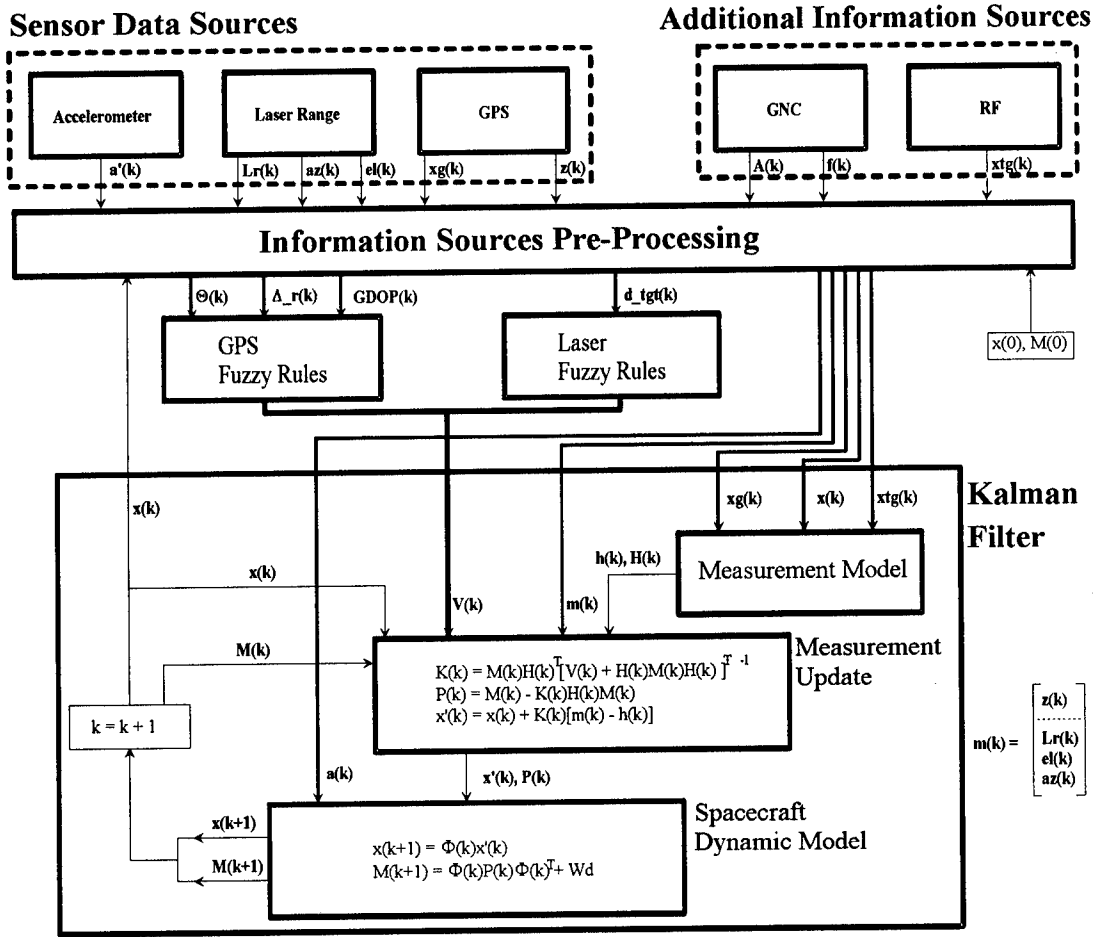 Sensor Data Sources
Additional Information Sources
Accelerometer
Laser Range
GPS
GNC
RF
a'(k)
Lr(k)
az(k)
el(k)
xg(k)
z(k)
A(k)
f(k)
xtg(k)
Information Sources Pre-Processing
Θ(k)
Δ_r(k)
GDOP(k)
d_tgt(k)
GPS
Fuzzy Rules
Laser
Fuzzy Rules
x(0), M(0)
Kalman
Filter
x(k)
xg(k)
x(k)
xtg(k)
h(k), H(k)
Measurement Model
x(k)
V(k)
m(k)
M(k)
Measurement
Update
K(k) = M(k)H(k)^T[V(k) + H(k)M(k)H(k)^T]^-1
P(k) = M(k) - K(k)H(k)M(k)
x'(k) = x(k) + K(k)[m(k) - h(k)]
k = k + 1
m(k) =
z(k)
Lr(k)
el(k)
az(k)
a(k)
x'(k), P(k)
Spacecraft
Dynamic Model
x(k+1)
M(k+1)
x(k+1) = Φ(k)x'(k)
M(k+1) = Φ(k)P(k)Φ(k)^T + Wd